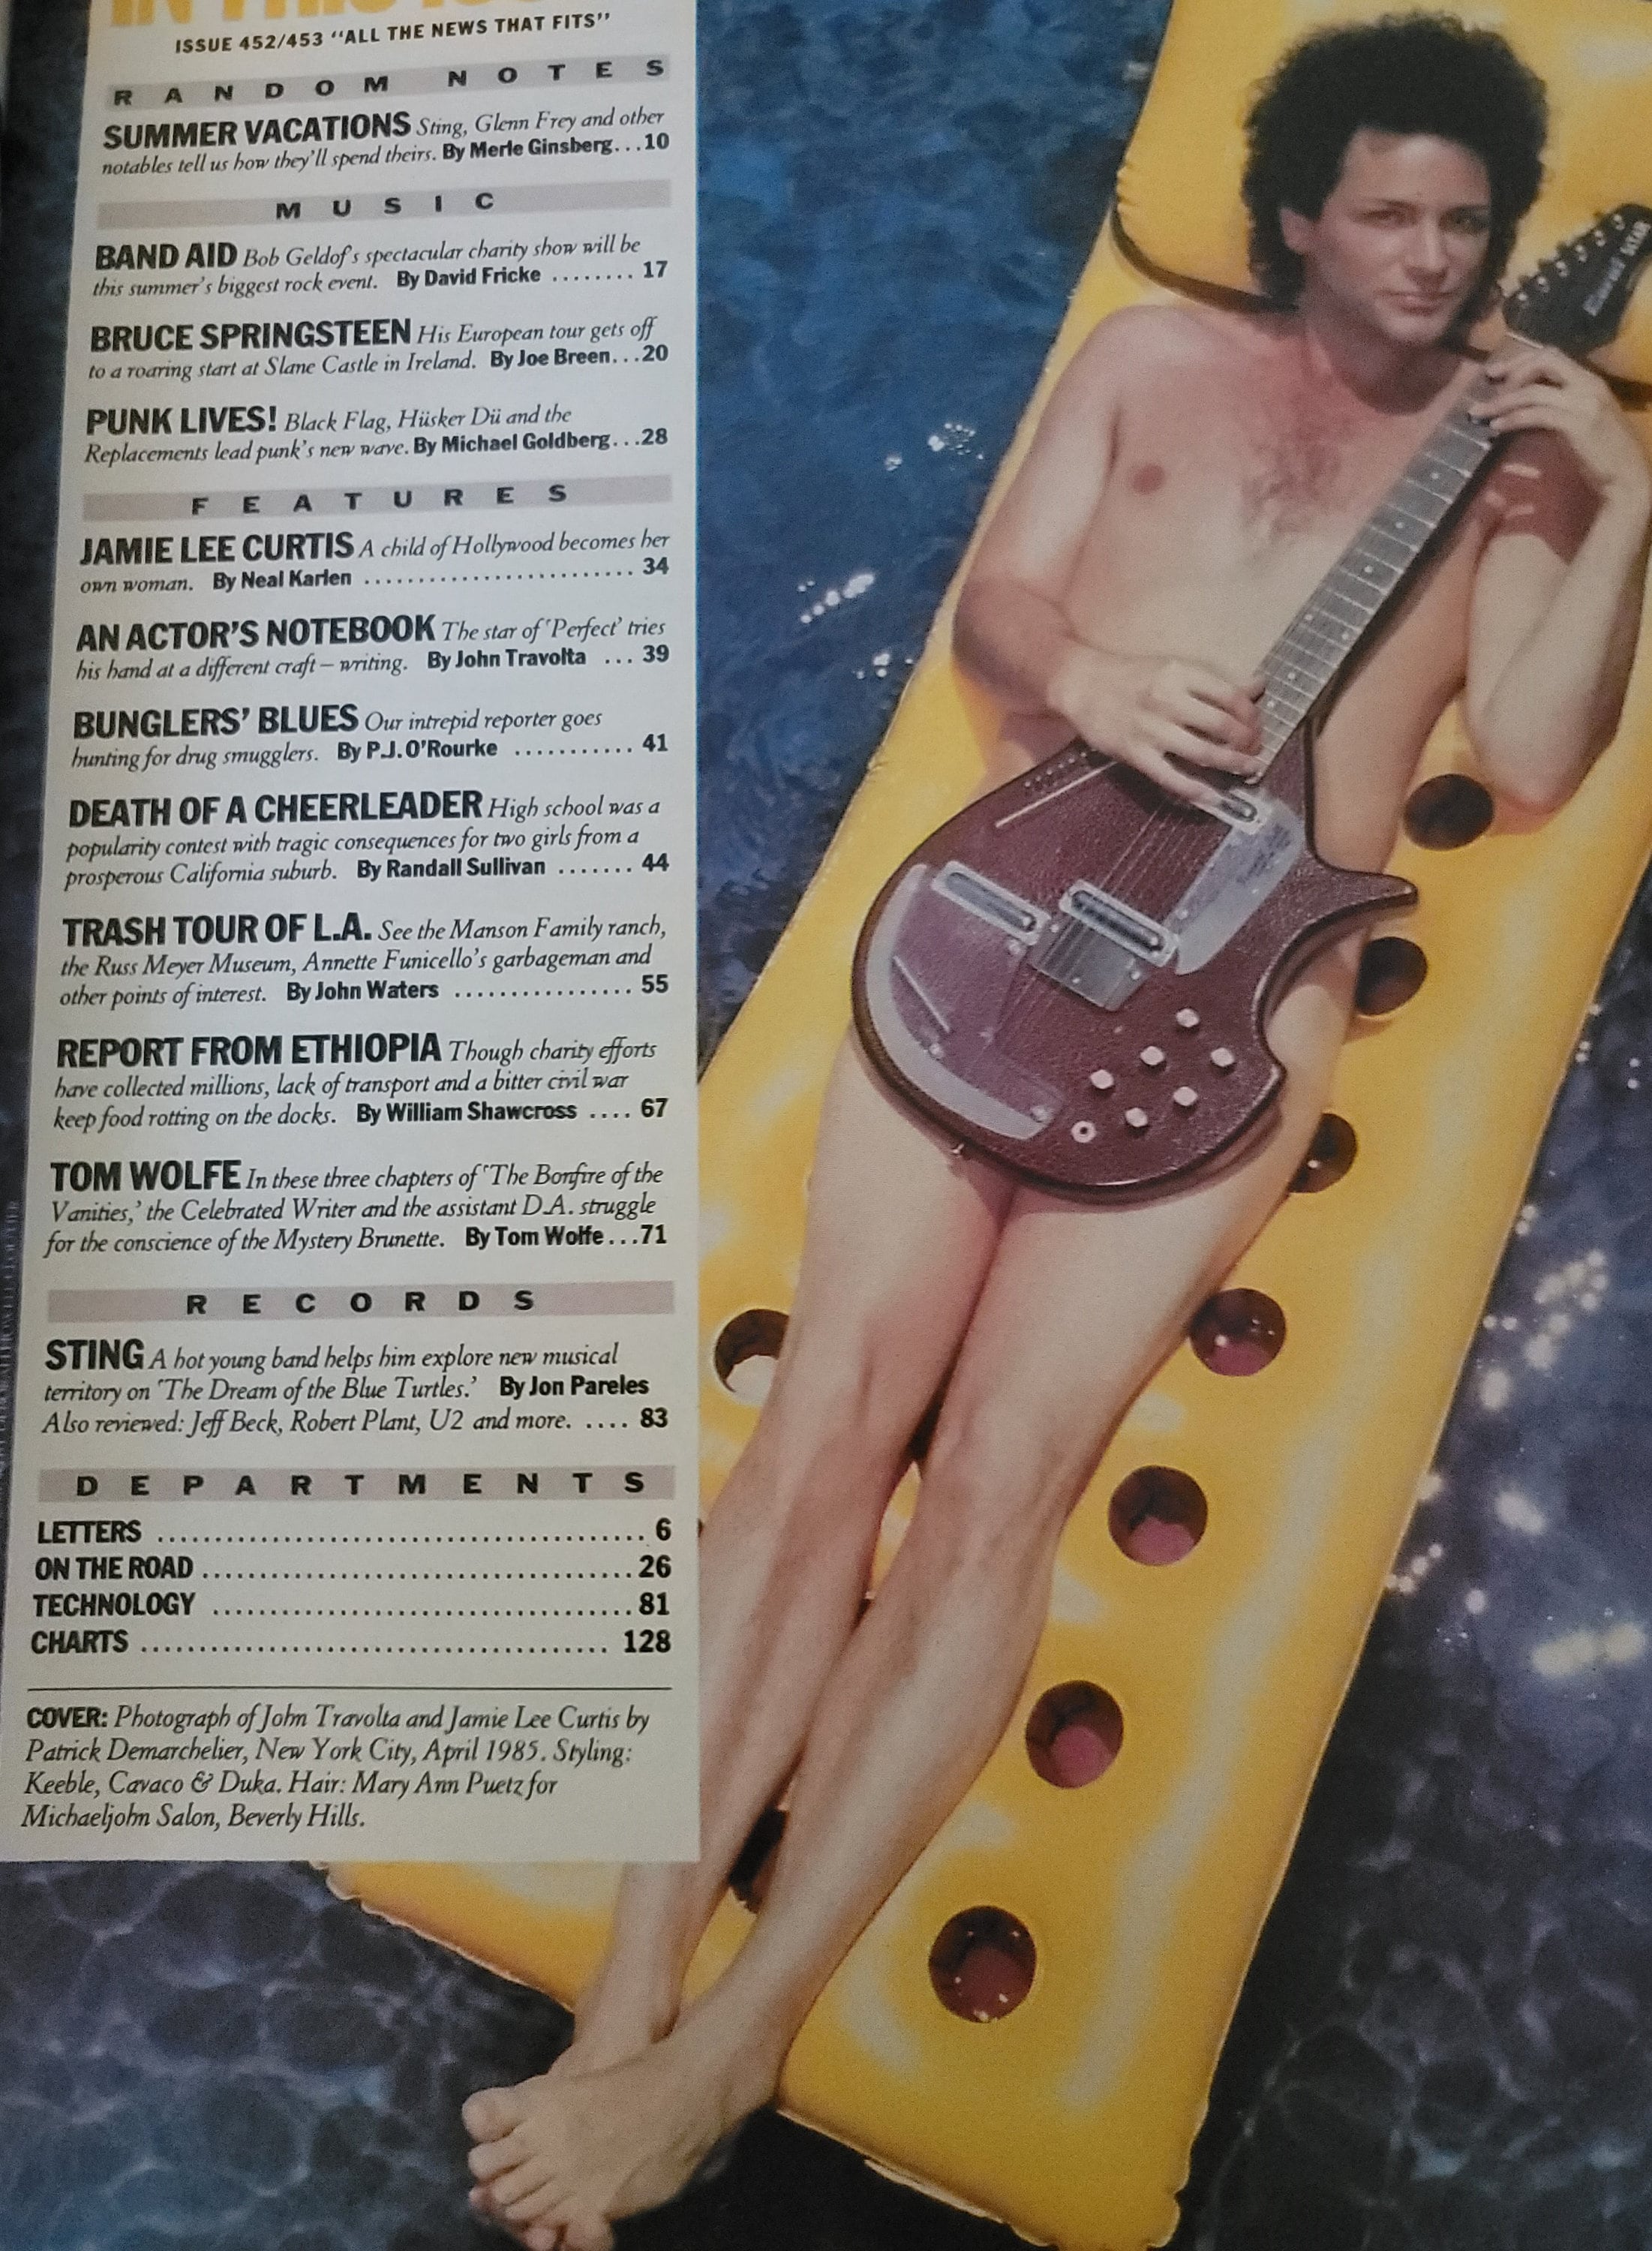 IN THIS ISSUE
ISSUE 452/453 “ALL THE NEWS THAT FITS”
RANDOM NOTES
SUMMER VACATIONS Sting, Glenn Frey and other
notables tell us how they’ll spend theirs. By Merle Ginsberg...10
MUSIC
BAND AID Bob Geldof’s spectacular charity show will be
this summer’s biggest rock event. By David Fricke ........ 17
BRUCE SPRINGSTEEN His European tour gets off
to a roaring start at Slane Castle in Ireland. By Joe Breen...20
PUNK LIVES! Black Flag, Hüsker Dü and the
Replacements lead punk’s new wave. By Michael Goldberg...28
FEATURES
JAMIE LEE CURTIS A child of Hollywood becomes her
own woman. By Neal Karlen .......................... 34
AN ACTOR’S NOTEBOOK The star of ‘Perfect’ tries
his hand at a different craft – writing. By John Travolta ... 39
BUNGLERS’ BLUES Our intrepid reporter goes
hunting for drug smugglers. By P.J. O’Rourke ........... 41
DEATH OF A CHEERLEADER High school was a
popularity contest with tragic consequences for two girls from a
prosperous California suburb. By Randall Sullivan ....... 44
TRASH TOUR OF L.A. See the Manson Family ranch,
the Russ Meyer Museum, Annette Funicello’s garbageman and
other points of interest. By John Waters ................. 55
REPORT FROM ETHIOPIA Though charity efforts
have collected millions, lack of transport and a bitter civil war
keep food rotting on the docks. By William Shawcross .... 67
TOM WOLFE In these three chapters of ‘The Bonfire of the
Vanities,’ the Celebrated Writer and the assistant D.A. struggle
for the conscience of the Mystery Brunette. By Tom Wolfe...71
RECORDS
STING A hot young band helps him explore new musical
territory on ‘The Dream of the Blue Turtles.’ By Jon Pareles
Also reviewed: Jeff Beck, Robert Plant, U2 and more. .... 83
DEPARTMENTS
LETTERS ............................................. 6
ON THE ROAD ........................................ 26
TECHNOLOGY ....................................... 81
CHARTS .......................................... 128
COVER: Photograph of John Travolta and Jamie Lee Curtis by
Patrick Demarchelier, New York City, April 1985. Styling:
Keeble, Cavaco & Duka. Hair: Mary Ann Puetz for
Michaeljohn Salon, Beverly Hills.